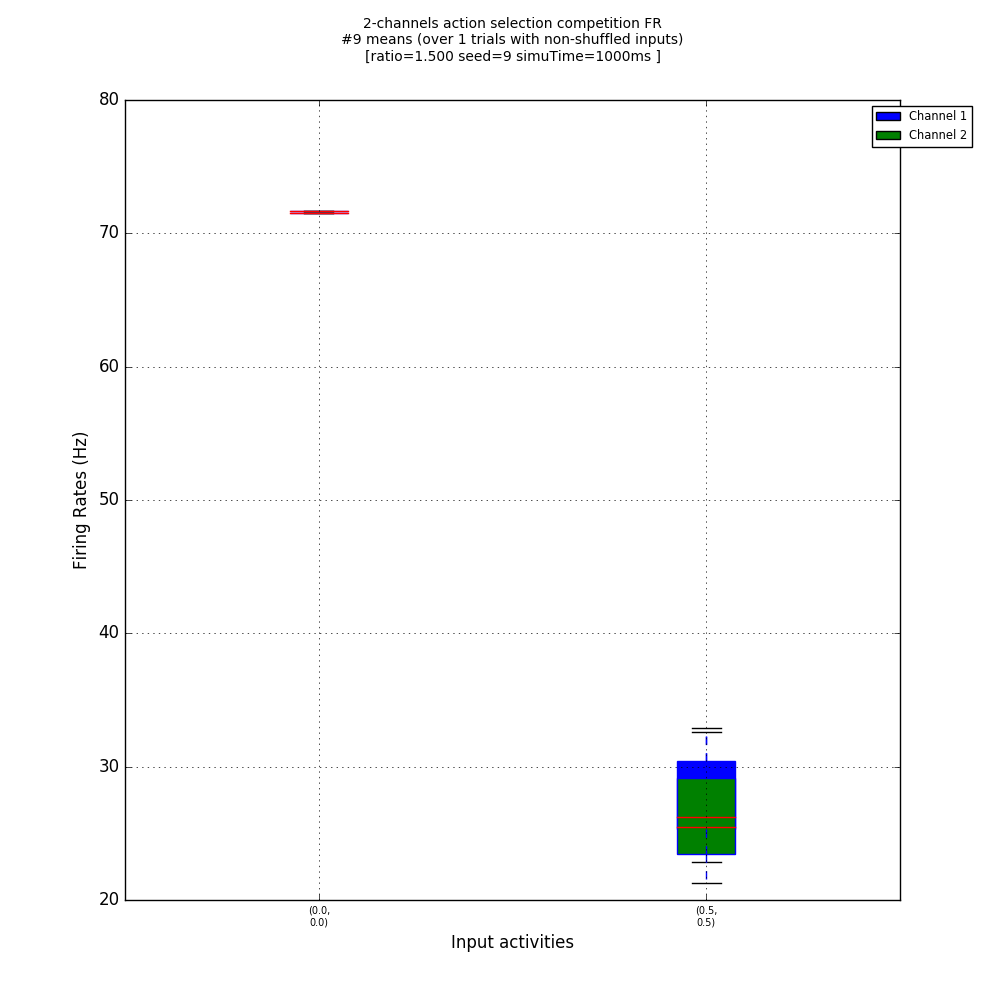 2-channels action selection competition FR
#9 means (over 1 trials with non-shuffled inputs)
[ratio=1.500 seed=9 simuTime=1000ms ]
80
Channel 1
Channel 2
70
60
50
Firing Rates (Hz)
40
30
20
(0.0,
0.0)
(0.5,
0.5)
Input activities